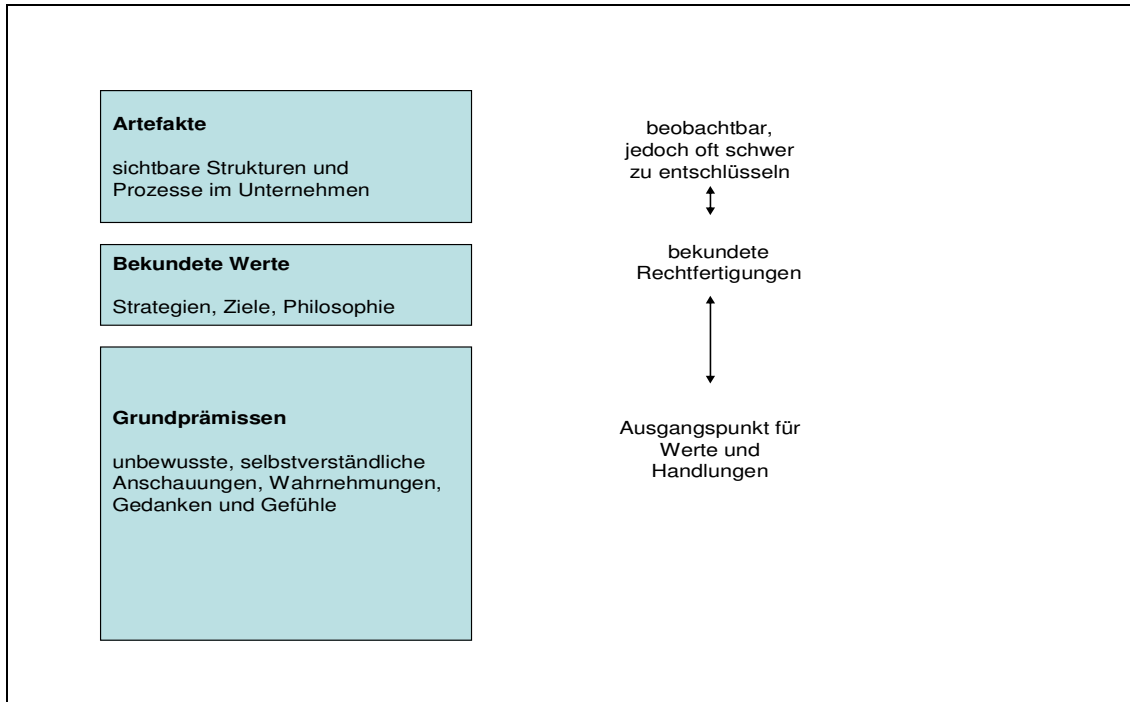 Artefakte
sichtbare Strukturen und
Prozesse im Unternehmen
beobachtbar,
jedoch oft schwer
zu entschlüsseln
Bekundete Werte
Strategien, Ziele, Philosophie
bekundete
Rechtfertigungen
Grundprämissen
unbewusste, selbstverständliche
Anschauungen, Wahrnehmungen,
Gedanken und Gefühle
Ausgangspunkt für
Werte und
Handlungen